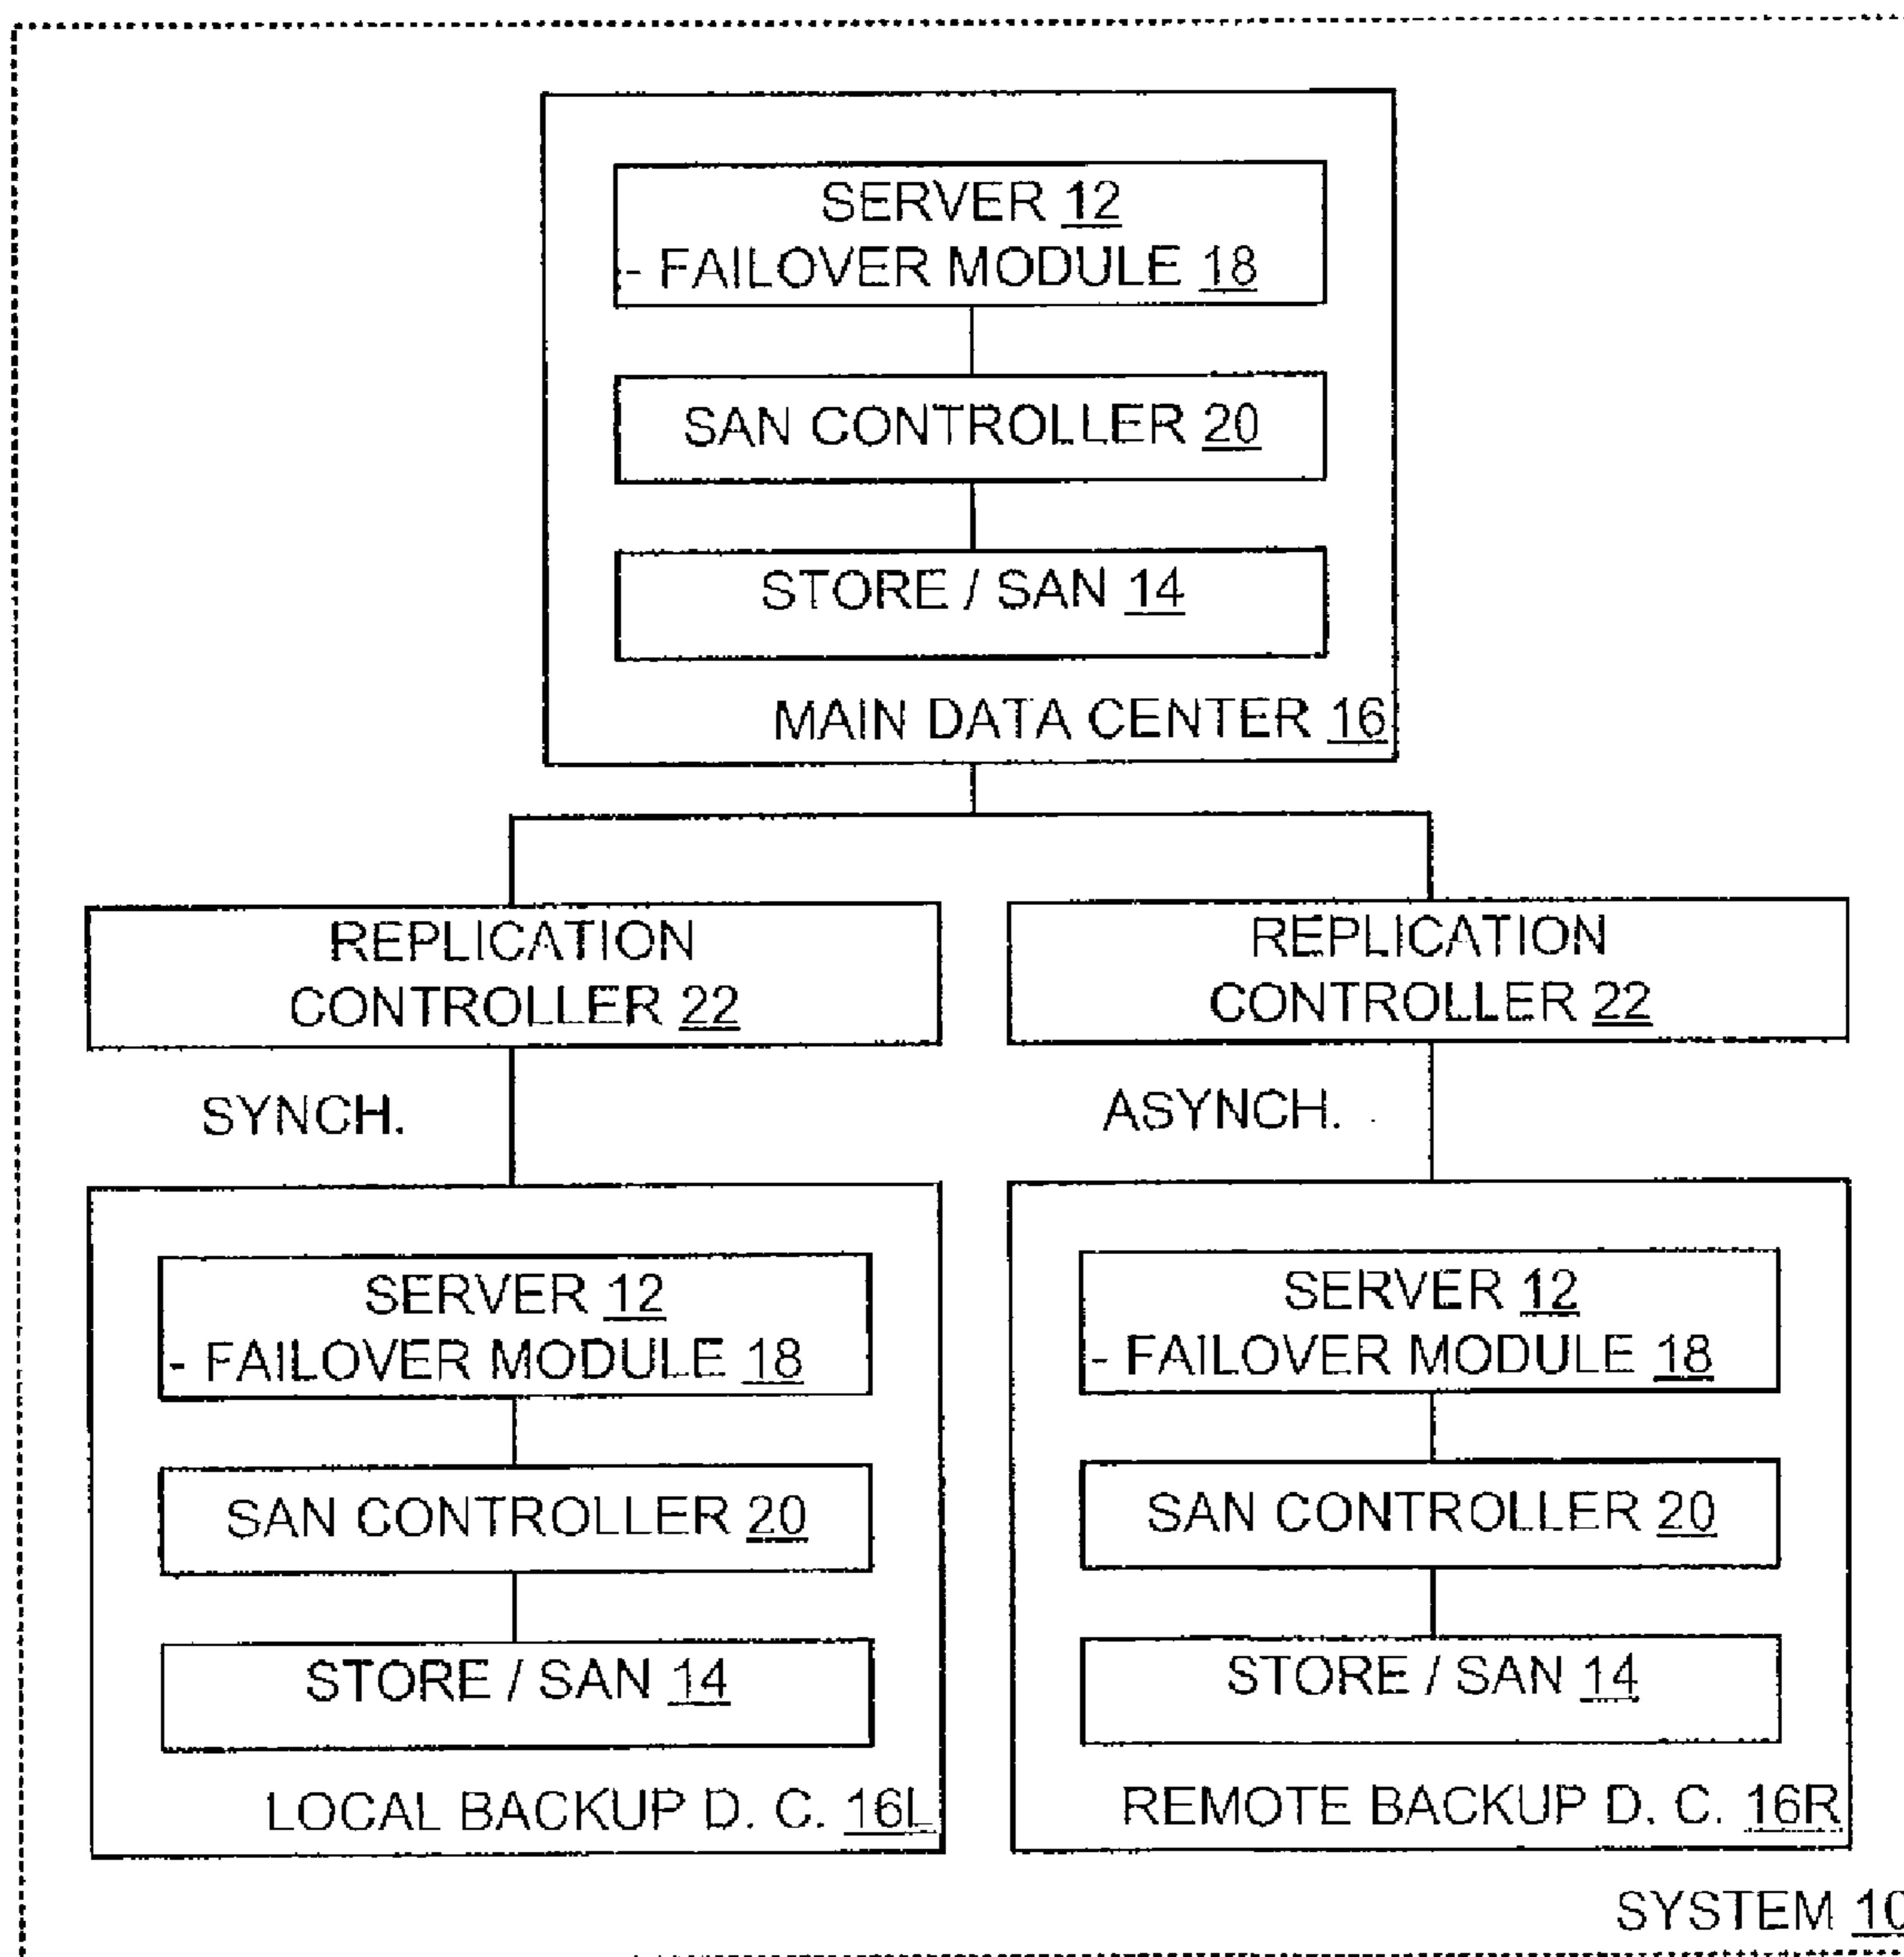 SERVER 12
- FAILOVER MODULE 18
SAN CONTROLLER 20
STORE / SAN 14
MAIN DATA CENTER 16
REPLICATION
CONTROLLER 22
REPLICATION
CONTROLLER 22
SYNCH.
ASYNCH.
SERVER 12
- FAILOVER MODULE 18
SAN CONTROLLER 20
STORE / SAN 14
LOCAL BACKUP D. C. 16L
SERVER 12
- FAILOVER MODULE 18
SAN CONTROLLER 20
STORE / SAN 14
REMOTE BACKUP D. C. 16R
SYSTEM 10